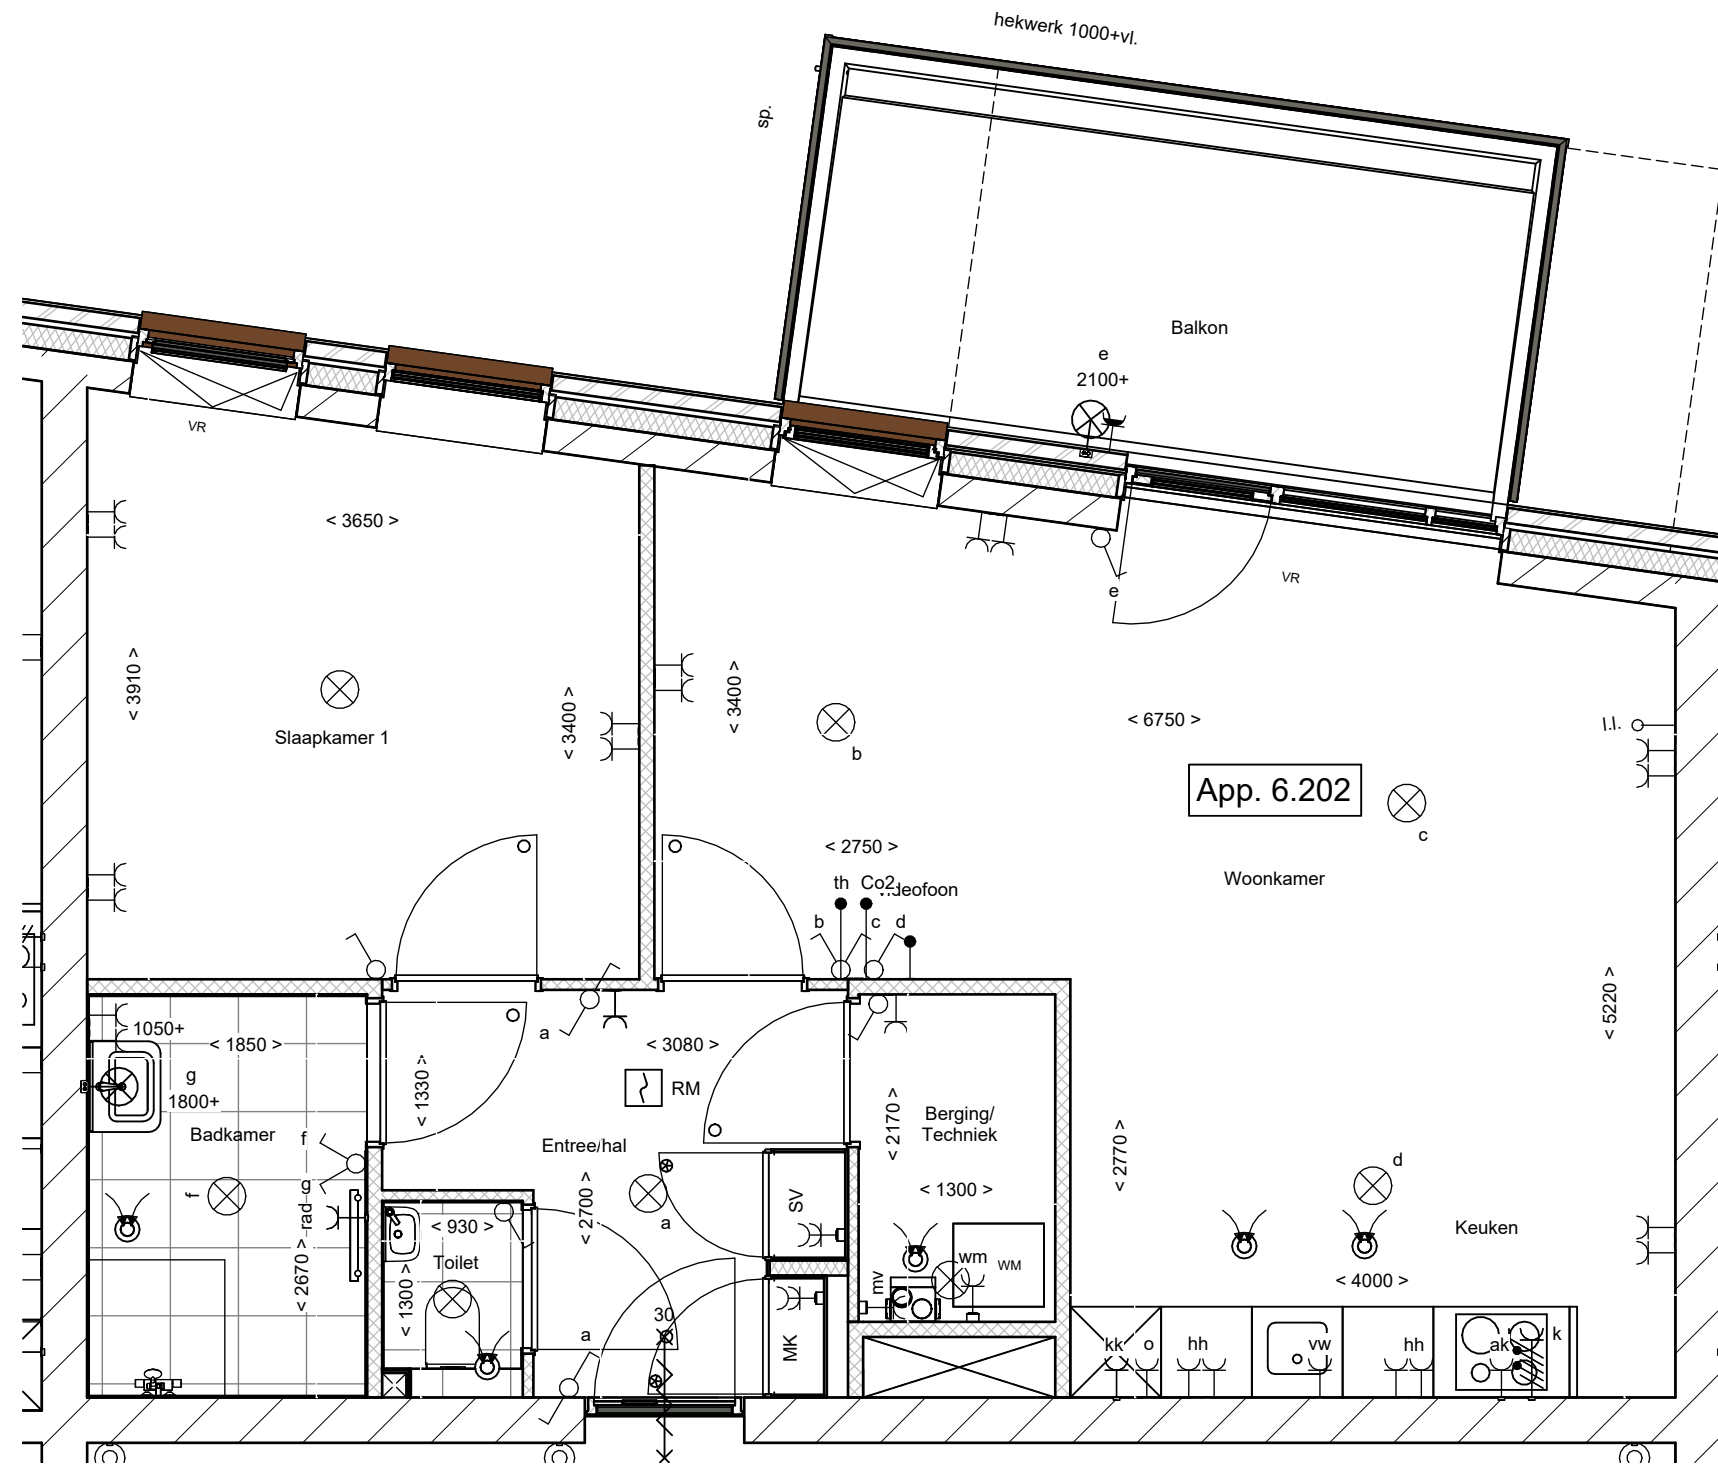 hekwerk 1000+vl.
sp.
Balkon
e
2100+
VR
< 3650 >
VR
e
< 3910 >
< 3400 >
< 3400 >
Slaapkamer 1
< 6750 >
l.l.
b
App. 6.202
c
< 2750 >
Woonkamer
th
Co2
b
c
d
< 5220 >
1050+
< 1850 >
g
1800+
Badkamer
f
f
g
rad
< 2670 >
a
< 3080 >
RM
< 1330 >
Entree/hal
< 2700 >
a
SV
< 930 >
Toilet
< 1300 >
a
30
MK
< 2170 >
Berging/
Techniek
< 1300 >
wm
WM
mv
< 2770 >
d
Keuken
< 4000 >
kk
o
hh
vw
hh
ak
k